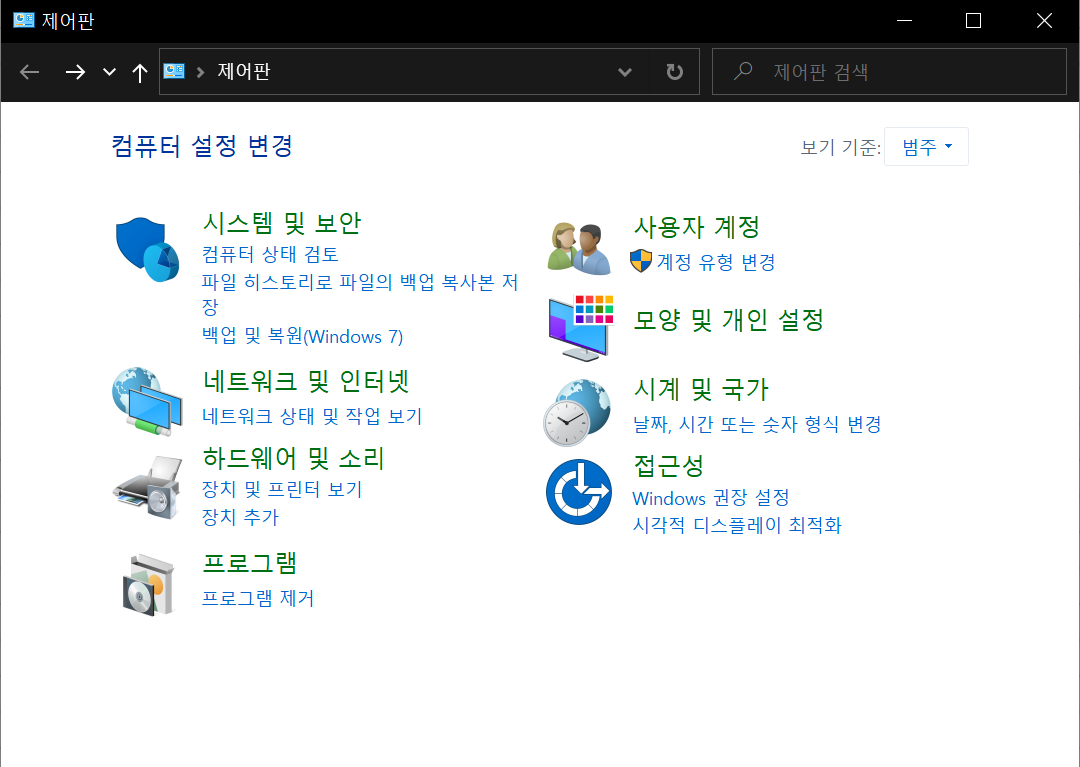 제어판
제어판
제어판 검색
컴퓨터 설정 변경
보기 기준: 범주
시스템 및 보안
컴퓨터 상태 검토
파일 히스토리로 파일의 백업 복사본 저
장
백업 및 복원(Windows 7)
네트워크 및 인터넷
네트워크 상태 및 작업 보기
하드웨어 및 소리
장치 및 프린터 보기
장치 추가
프로그램
프로그램 제거
사용자 계정
계정 유형 변경
모양 및 개인 설정
시계 및 국가
날짜, 시간 또는 숫자 형식 변경
접근성
Windows 권장 설정
시각적 디스플레이 최적화